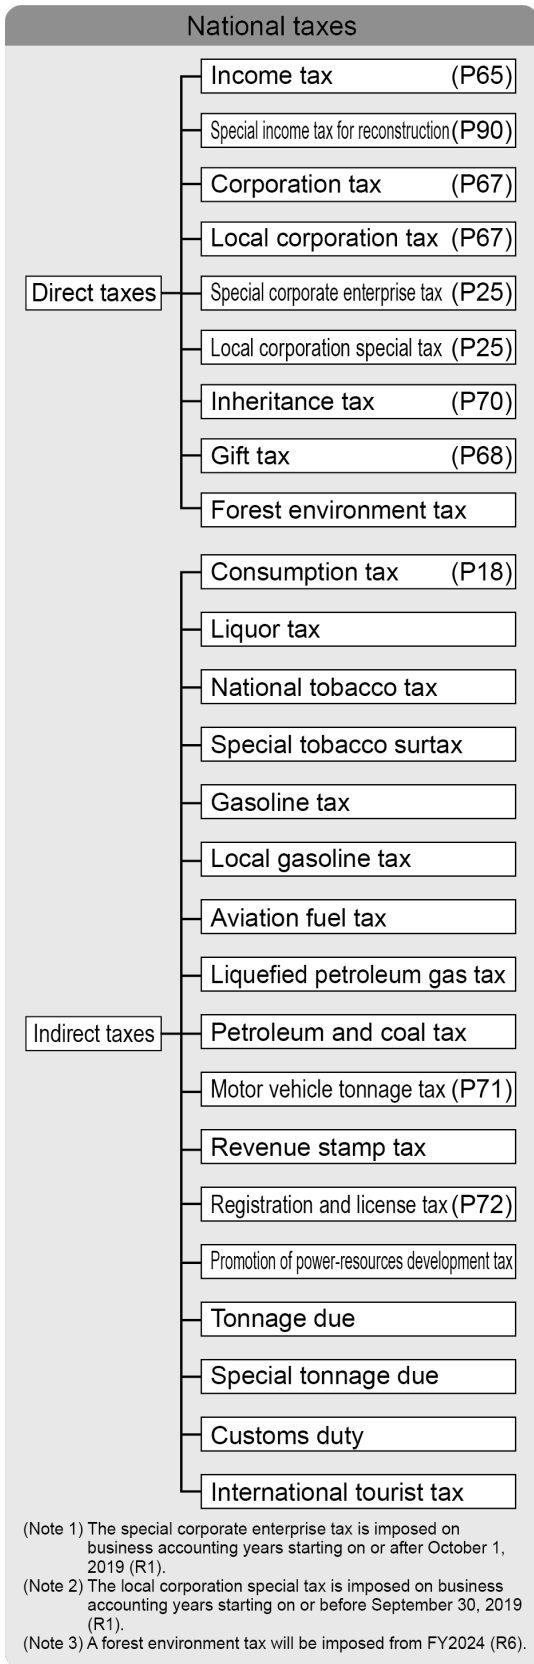 National taxes
Direct taxes
Income tax (P65)
Special income tax for reconstruction (P90)
Corporation tax (P67)
Local corporation tax (P67)
Special corporate enterprise tax (P25)
Local corporation special tax (P25)
Inheritance tax (P70)
Gift tax (P68)
Forest environment tax
Indirect taxes
Consumption tax (P18)
Liquor tax
National tobacco tax
Special tobacco surtax
Gasoline tax
Local gasoline tax
Aviation fuel tax
Liquefied petroleum gas tax
Petroleum and coal tax
Motor vehicle tonnage tax (P71)
Revenue stamp tax
Registration and license tax (P72)
Promotion of power-resources development tax
Tonnage due
Special tonnage due
Customs duty
International tourist tax
(Note 1) The special corporate enterprise tax is imposed on
business accounting years starting on or after October 1,
2019 (R1).
(Note 2) The local corporation special tax is imposed on business
accounting years starting on or before September 30, 2019
(R1).
(Note 3) A forest environment tax will be imposed from FY2024 (R6).